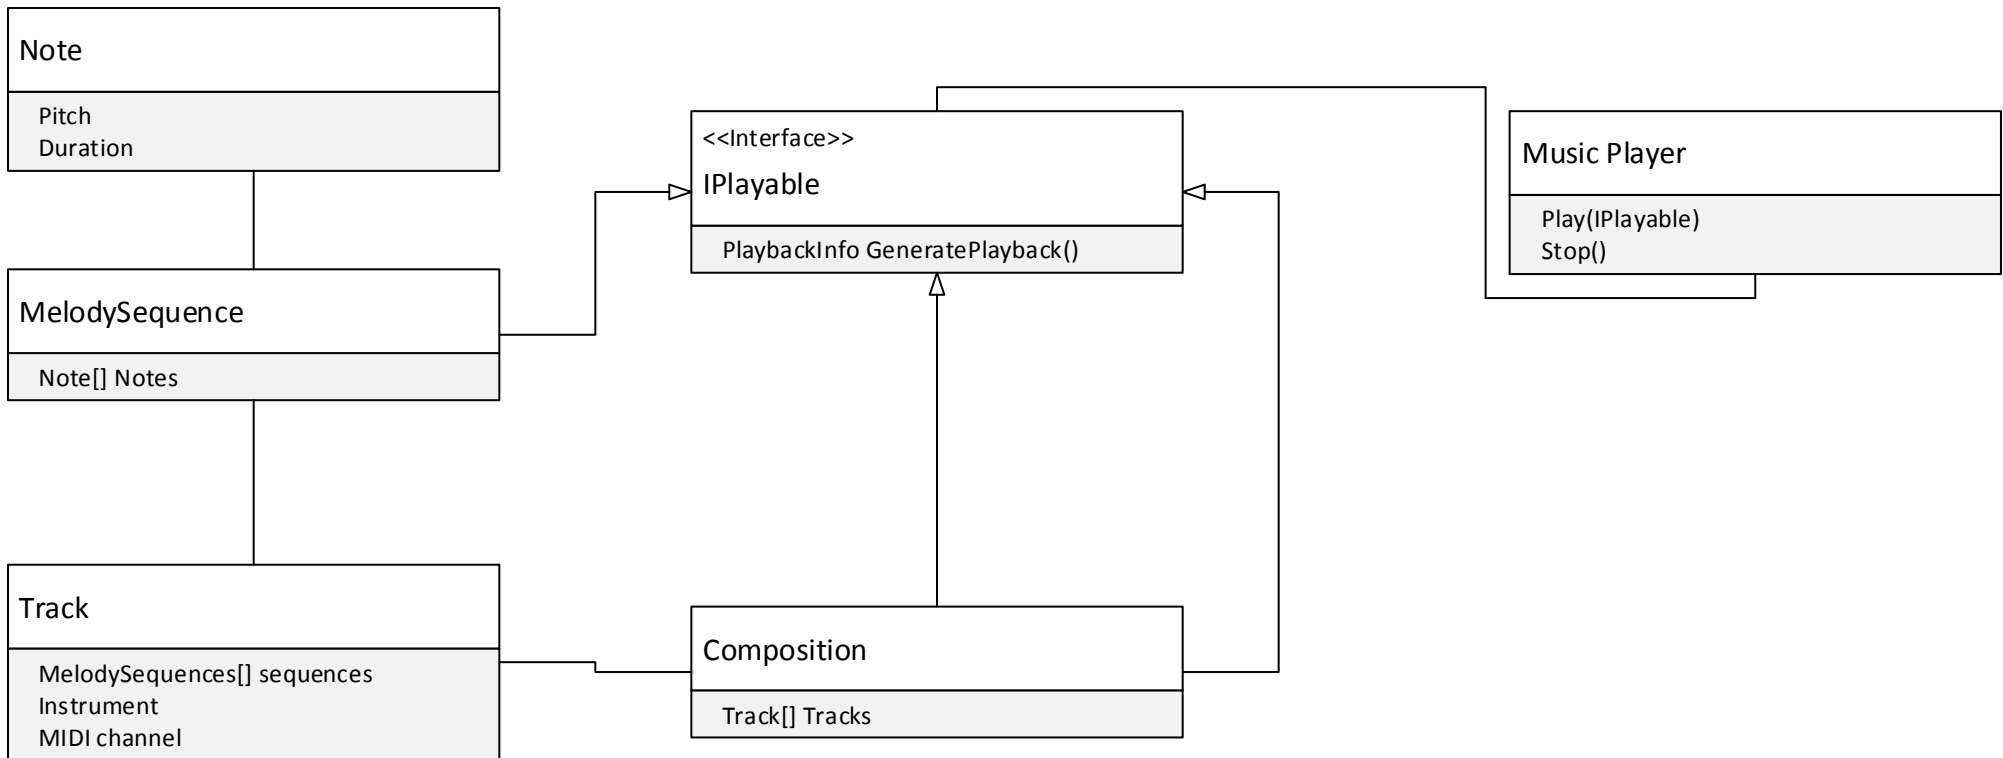 Note
Pitch
Duration
MelodySequence
Note[] Notes
Track
MelodySequences[] sequences
Instrument
MIDI channel
<<Interface>>
IPlayable
PlaybackInfo GeneratePlayback()
Composition
Track[] Tracks
Music Player
Play(IPlayable)
Stop()